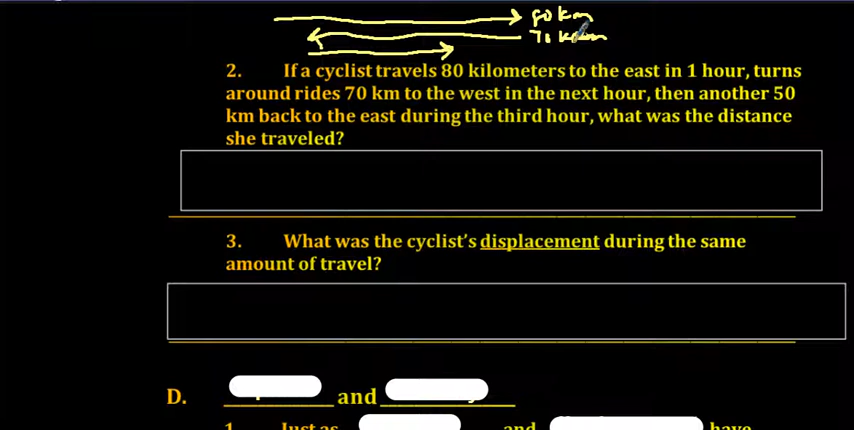 80 km
70 km
2. If a cyclist travels 80 kilometers to the east in 1 hour, turns
around rides 70 km to the west in the next hour, then another 50
km back to the east during the third hour, what was the distance
she traveled?
3. What was the cyclist's displacement during the same
amount of travel?
D. and
1. Just as and have